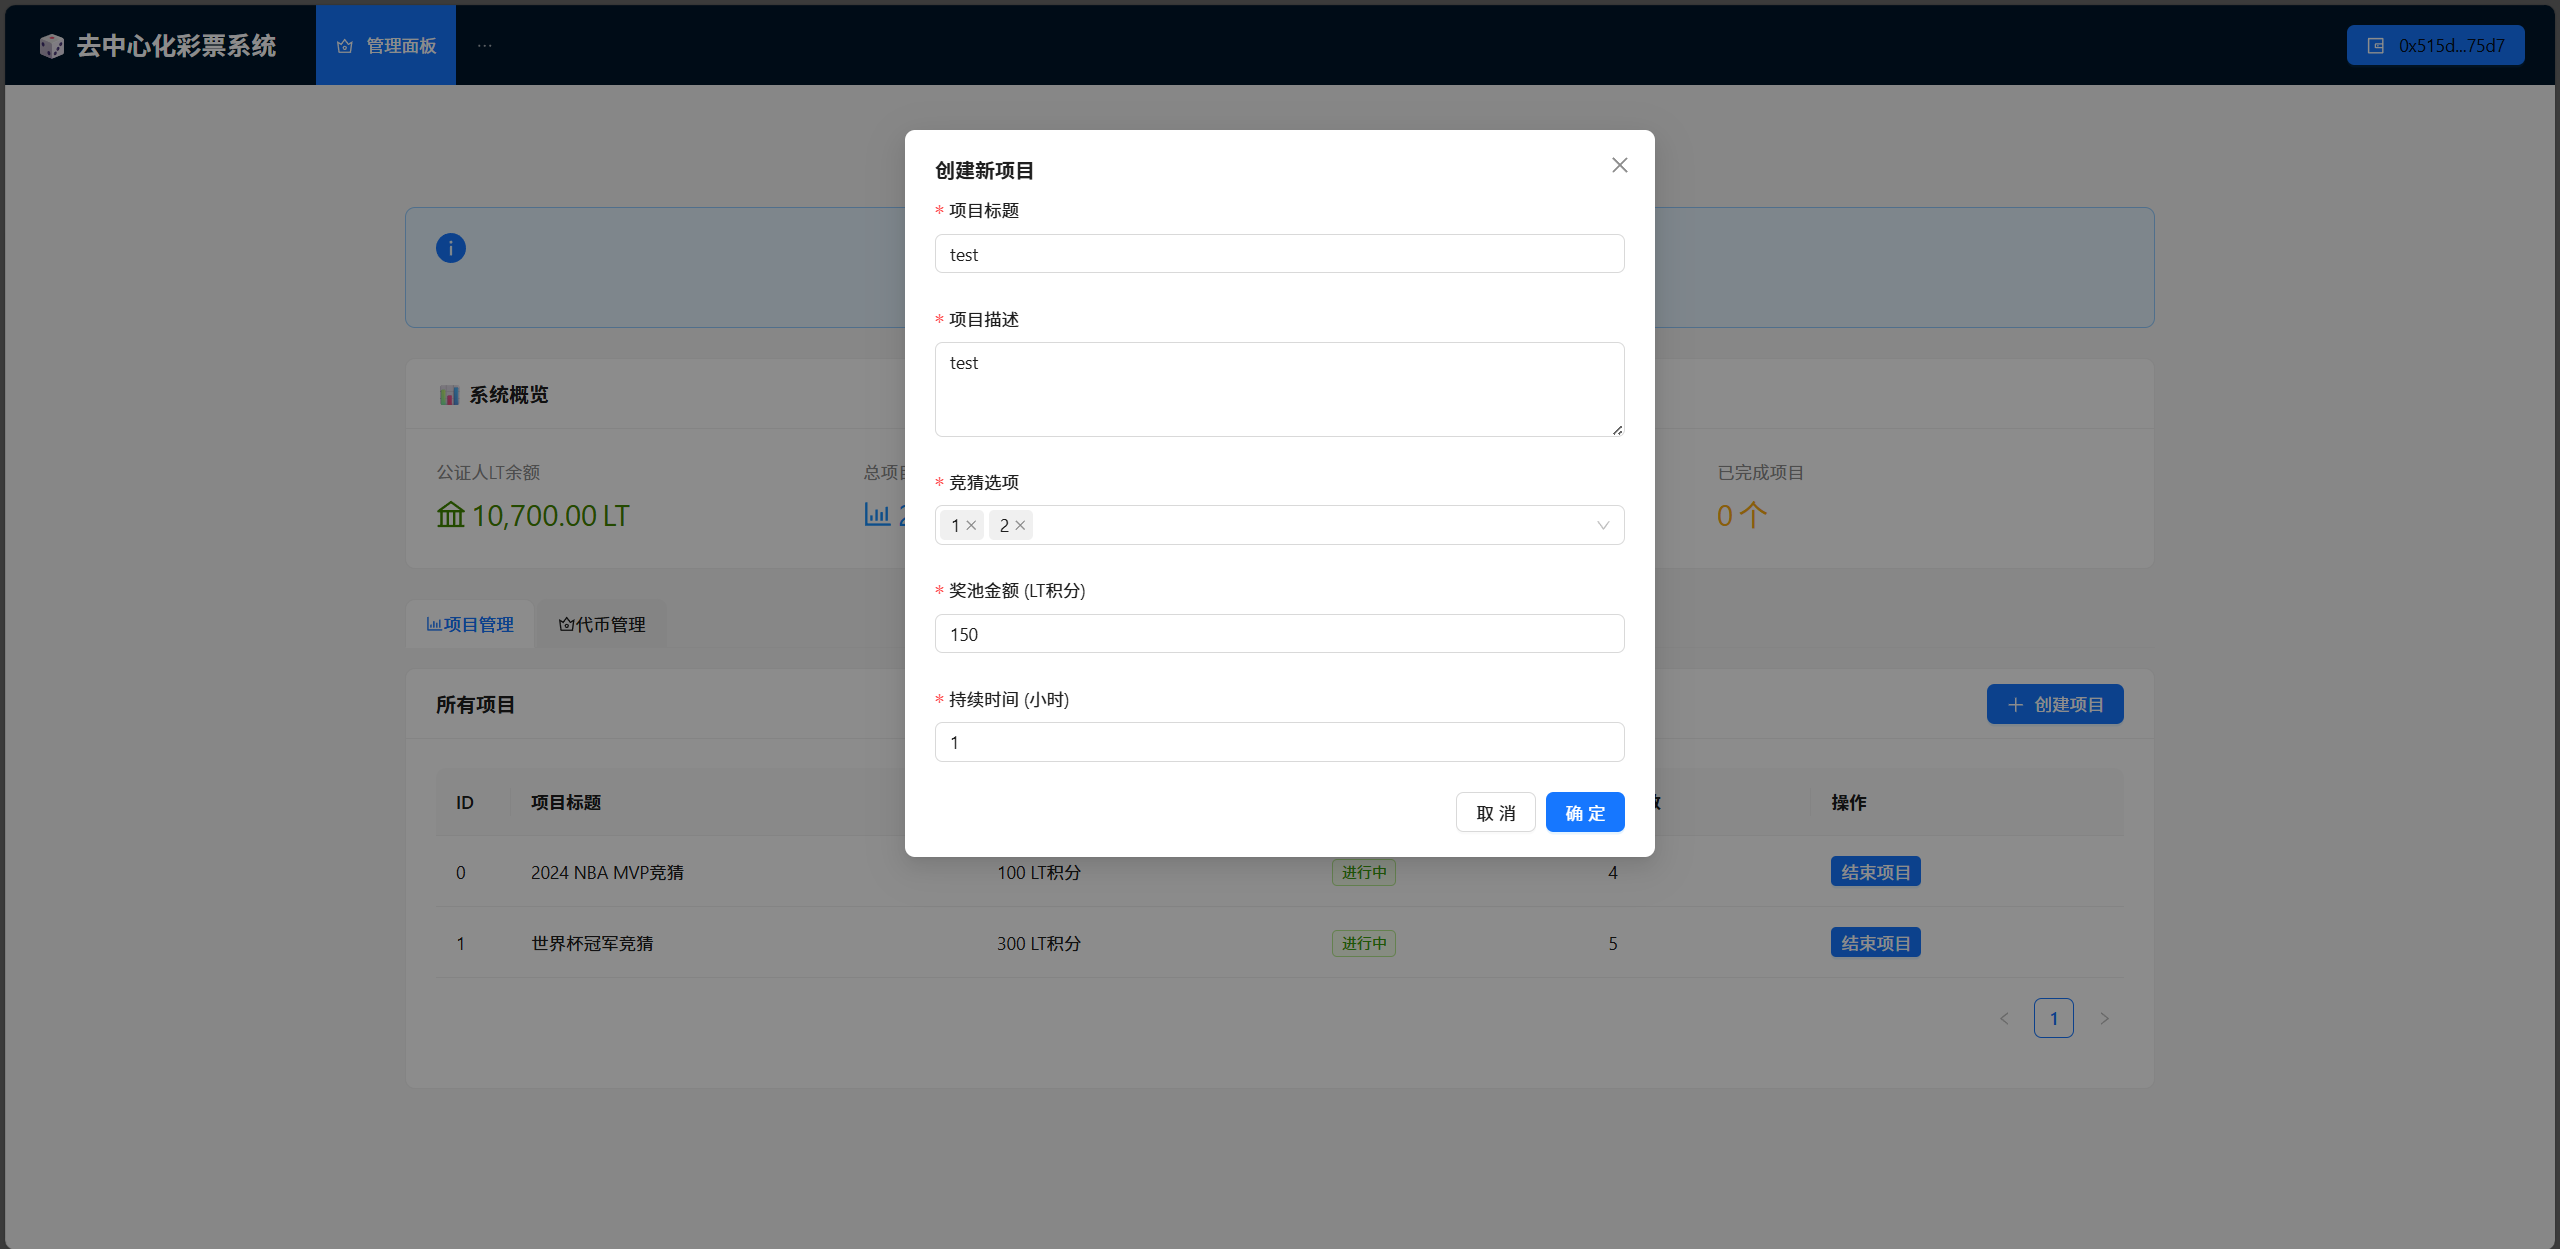 去中心化彩票系统
管理面板
···
0x515d...75d7
创建新项目
* 项目标题
test
* 项目描述
test
* 竞猜选项
1
2
* 奖池金额 (LT积分)
150
* 持续时间 (小时)
1
取 消
确 定
系统概览
公证人LT余额
10,700.00 LT
总项
已完成项目
0 个
项目管理
代币管理
所有项目
创建项目
ID
项目标题
操作
0
2024 NBA MVP竞猜
100 LT积分
进行中
4
结束项目
1
世界杯冠军竞猜
300 LT积分
进行中
5
结束项目
1